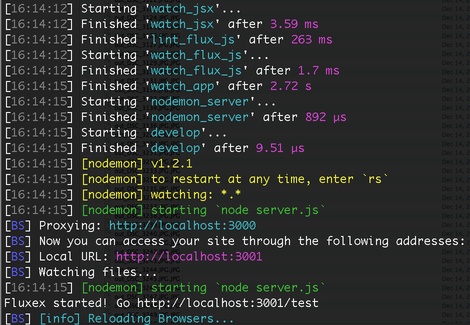 [16:14:12] Starting 'watch_jsx'...
[16:14:12] Finished 'watch_jsx' after 3.59 ms
[16:14:12] Finished 'lint_flux_js' after 263 ms
[16:14:12] Starting 'watch_flux_js'...
[16:14:12] Finished 'watch_flux_js' after 1.7 ms
[16:14:15] Finished 'watch_app' after 2.72 s
[16:14:15] Starting 'nodemon_server'...
[16:14:15] Finished 'nodemon_server' after 892 μs
[16:14:15] Starting 'develop'...
[16:14:15] Finished 'develop' after 9.51 μs
[16:14:15] [nodemon] v1.2.1
[16:14:15] [nodemon] to restart at any time, enter `rs`
[16:14:15] [nodemon] watching: *.*
[16:14:15] [nodemon] starting `node server.js`
[BS] Proxying: http://localhost:3000
[BS] Now you can access your site through the following addresses:
[BS] Local URL: http://localhost:3001
[BS] Watching files...
[16:14:15] [nodemon] starting `node server.js`
Fluxex started! Go http://localhost:3001/test
[BS] [info] Reloading Browsers...